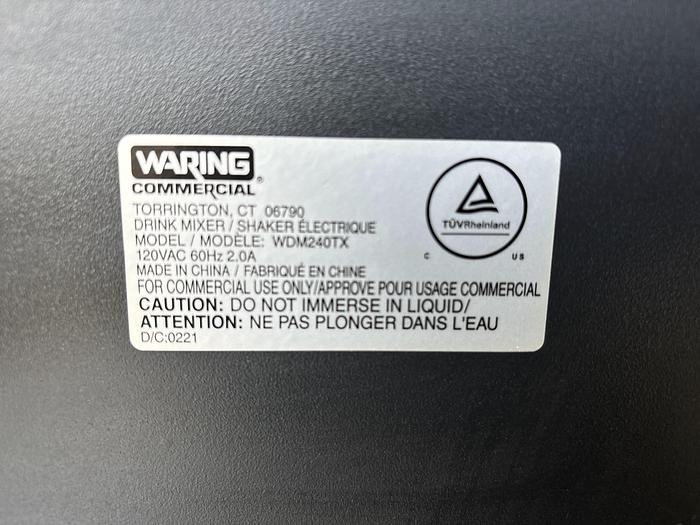 WARING®
COMMERCIAL
TORRINGTON, CT 06790
DRINK MIXER / SHAKER ÉLECTRIQUE
MODEL / MODÈLE: WDM240TX
120VAC 60Hz 2.0A
MADE IN CHINA / FABRIQUÉ EN CHINE
FOR COMMERCIAL USE ONLY/APPROVE POUR USAGE COMMERCIAL
CAUTION: DO NOT IMMERSE IN LIQUID/
ATTENTION: NE PAS PLONGER DANS L'EAU
D/C:0221
TÜVRheinland
C US